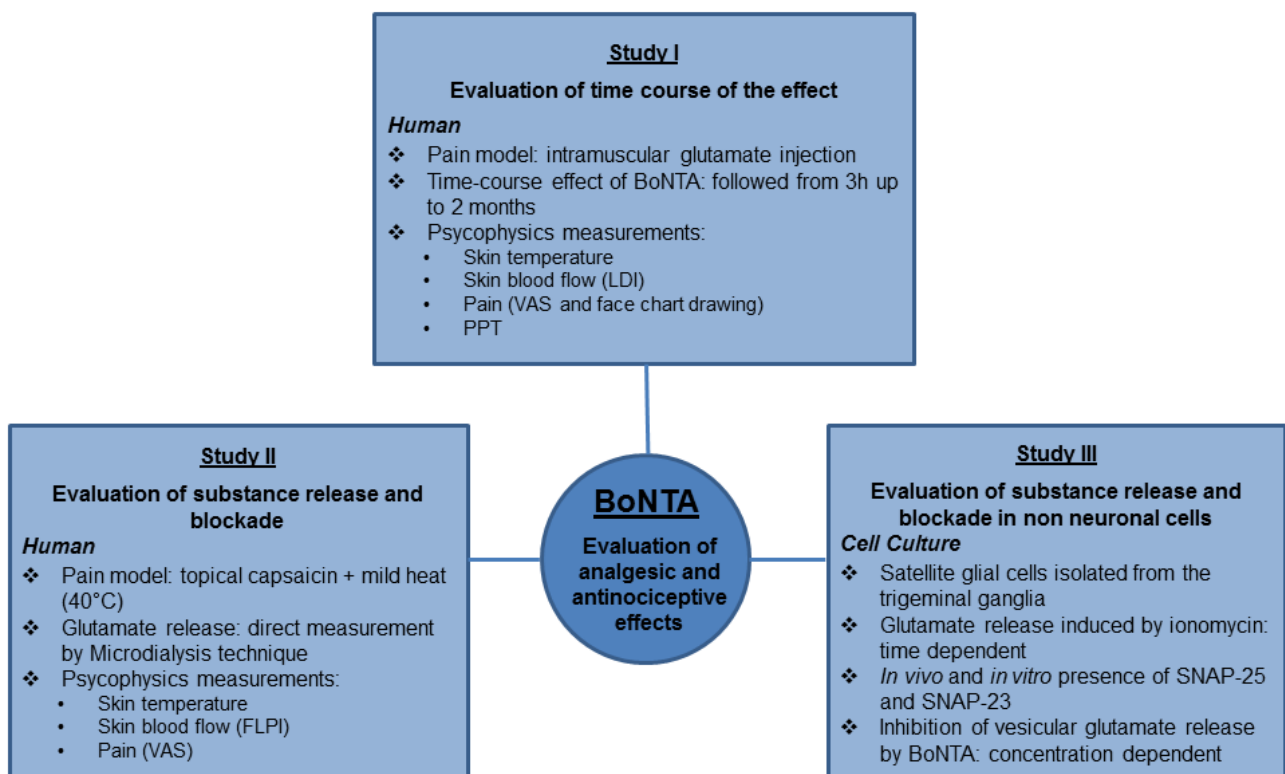 Study I
Evaluation of time course of the effect
Human
❖ Pain model: intramuscular glutamate injection
❖ Time-course effect of BoNTA: followed from 3h up
to 2 months
❖ Psycophysics measurements:
• Skin temperature
• Skin blood flow (LDI)
• Pain (VAS and face chart drawing)
• PPT
Study II
Evaluation of substance release and
blockade
Human
❖ Pain model: topical capsaicin + mild heat
(40°C)
❖ Glutamate release: direct measurement
by Microdialysis technique
❖ Psycophysics measurements:
• Skin temperature
• Skin blood flow (FLPI)
• Pain (VAS)
BoNTA
Evaluation of
analgesic and
antinociceptive
effects
Study III
Evaluation of substance release and
blockade in non neuronal cells
Cell Culture
❖ Satellite glial cells isolated from the
trigeminal ganglia
❖ Glutamate release induced by ionomycin:
time dependent
❖ In vivo and in vitro presence of SNAP-25
and SNAP-23
❖ Inhibition of vesicular glutamate release
by BoNTA: concentration dependent